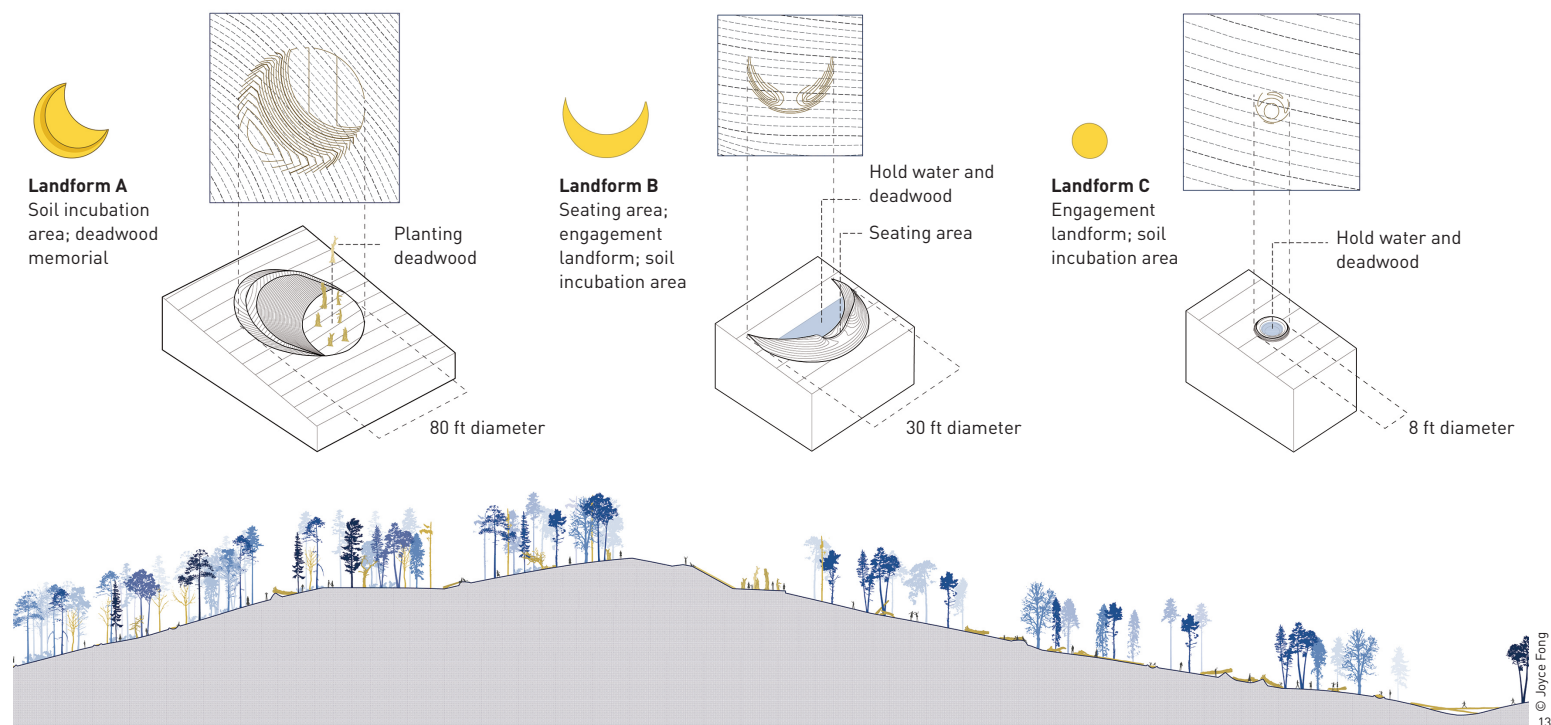 Landform A
Soil incubation
area; deadwood
memorial
Planting
deadwood
80 ft diameter
Landform B
Seating area;
engagement
landform; soil
incubation area
Hold water and
deadwood
Seating area
30 ft diameter
Landform C
Engagement
landform; soil
incubation area
Hold water and
deadwood
8 ft diameter
© Joyce Fong
13